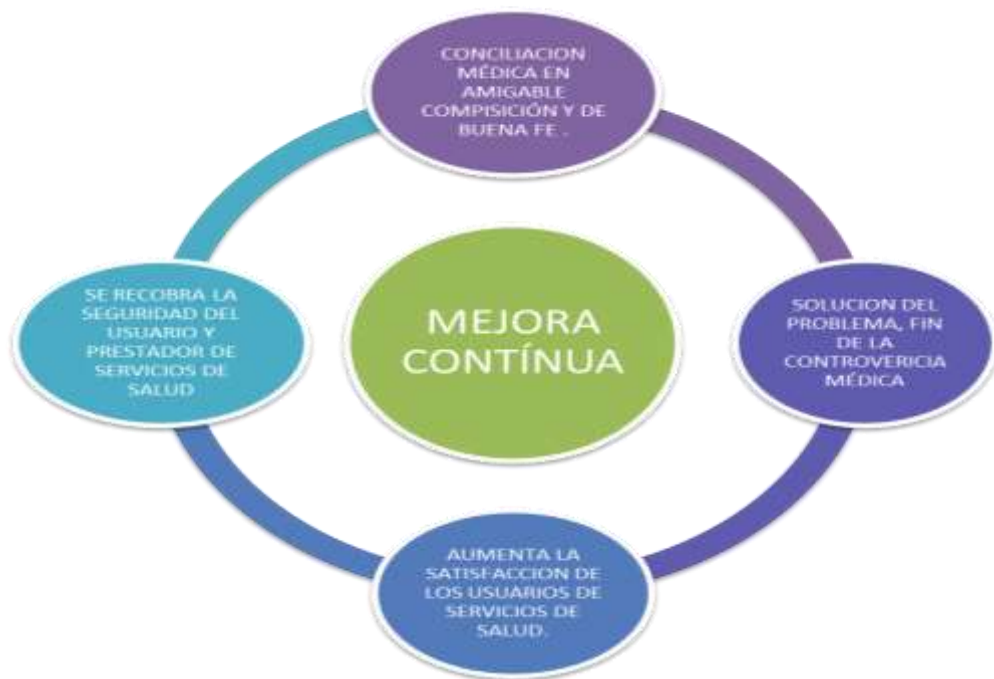 CONCILIACION
MÉDICA EN
AMIGABLE
COMPISICIÓN Y DE
BUENA FE .
SOLUCION DEL
PROBLEMA, FIN
DE LA
CONTROVERICIA
MÉDICA
AUMENTA LA
SATISFACCION DE
LOS USUARIOS DE
SERVICIOS DE
SALUD.
SE RECOBRA LA
SEGURIDAD DEL
USUARIO Y
PRESTADOR DE
SERVICIOS DE
SALUD
MEJORA
CONTÍNUA